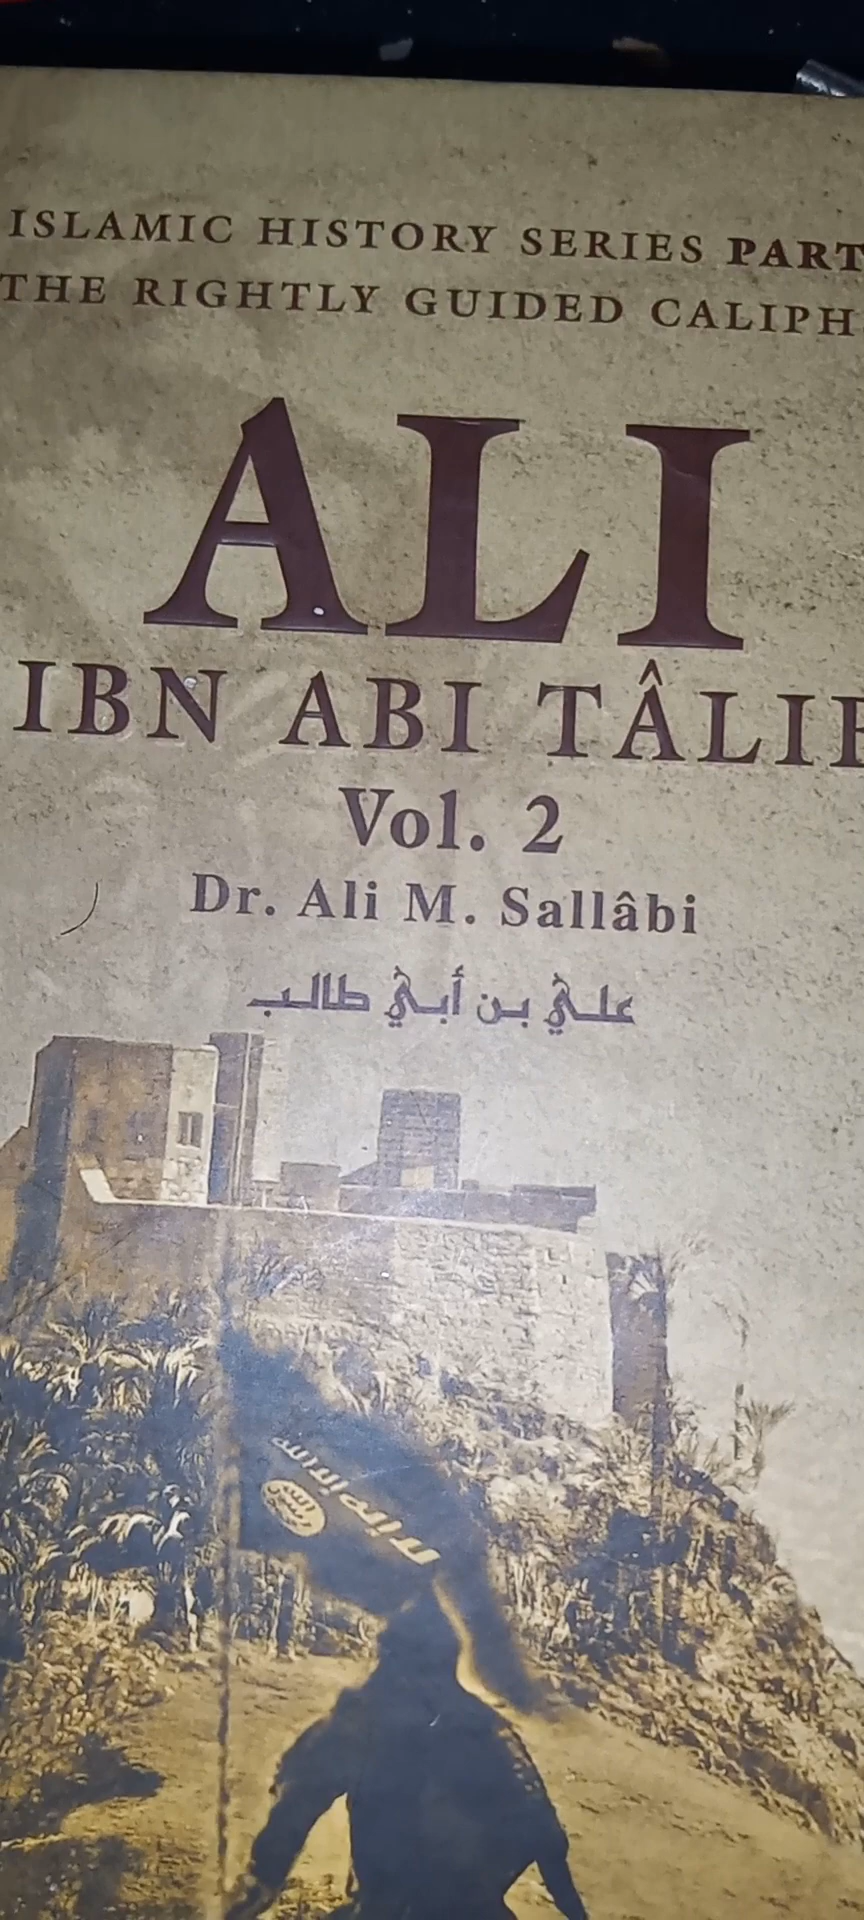 ISLAMIC HISTORY SERIES PART
THE RIGHTLY GUIDED CALIPH
ALI
IBN ABI TÂLIB
Vol. 2
Dr. Ali M. Sallâbi
علي بن أبي طالب